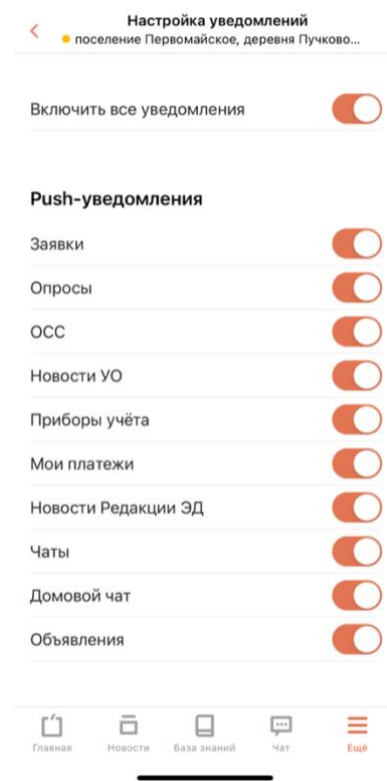 Настройка уведомлений
поселение Первомайское, деревня Пучково...
Включить все уведомления
Push-уведомления
Заявки
Опросы
ОСС
Новости УО
Приборы учёта
Мои платежи
Новости Редакции ЭД
Чаты
Домовой чат
Объявления
Главная Новости База знаний Чат Ещё